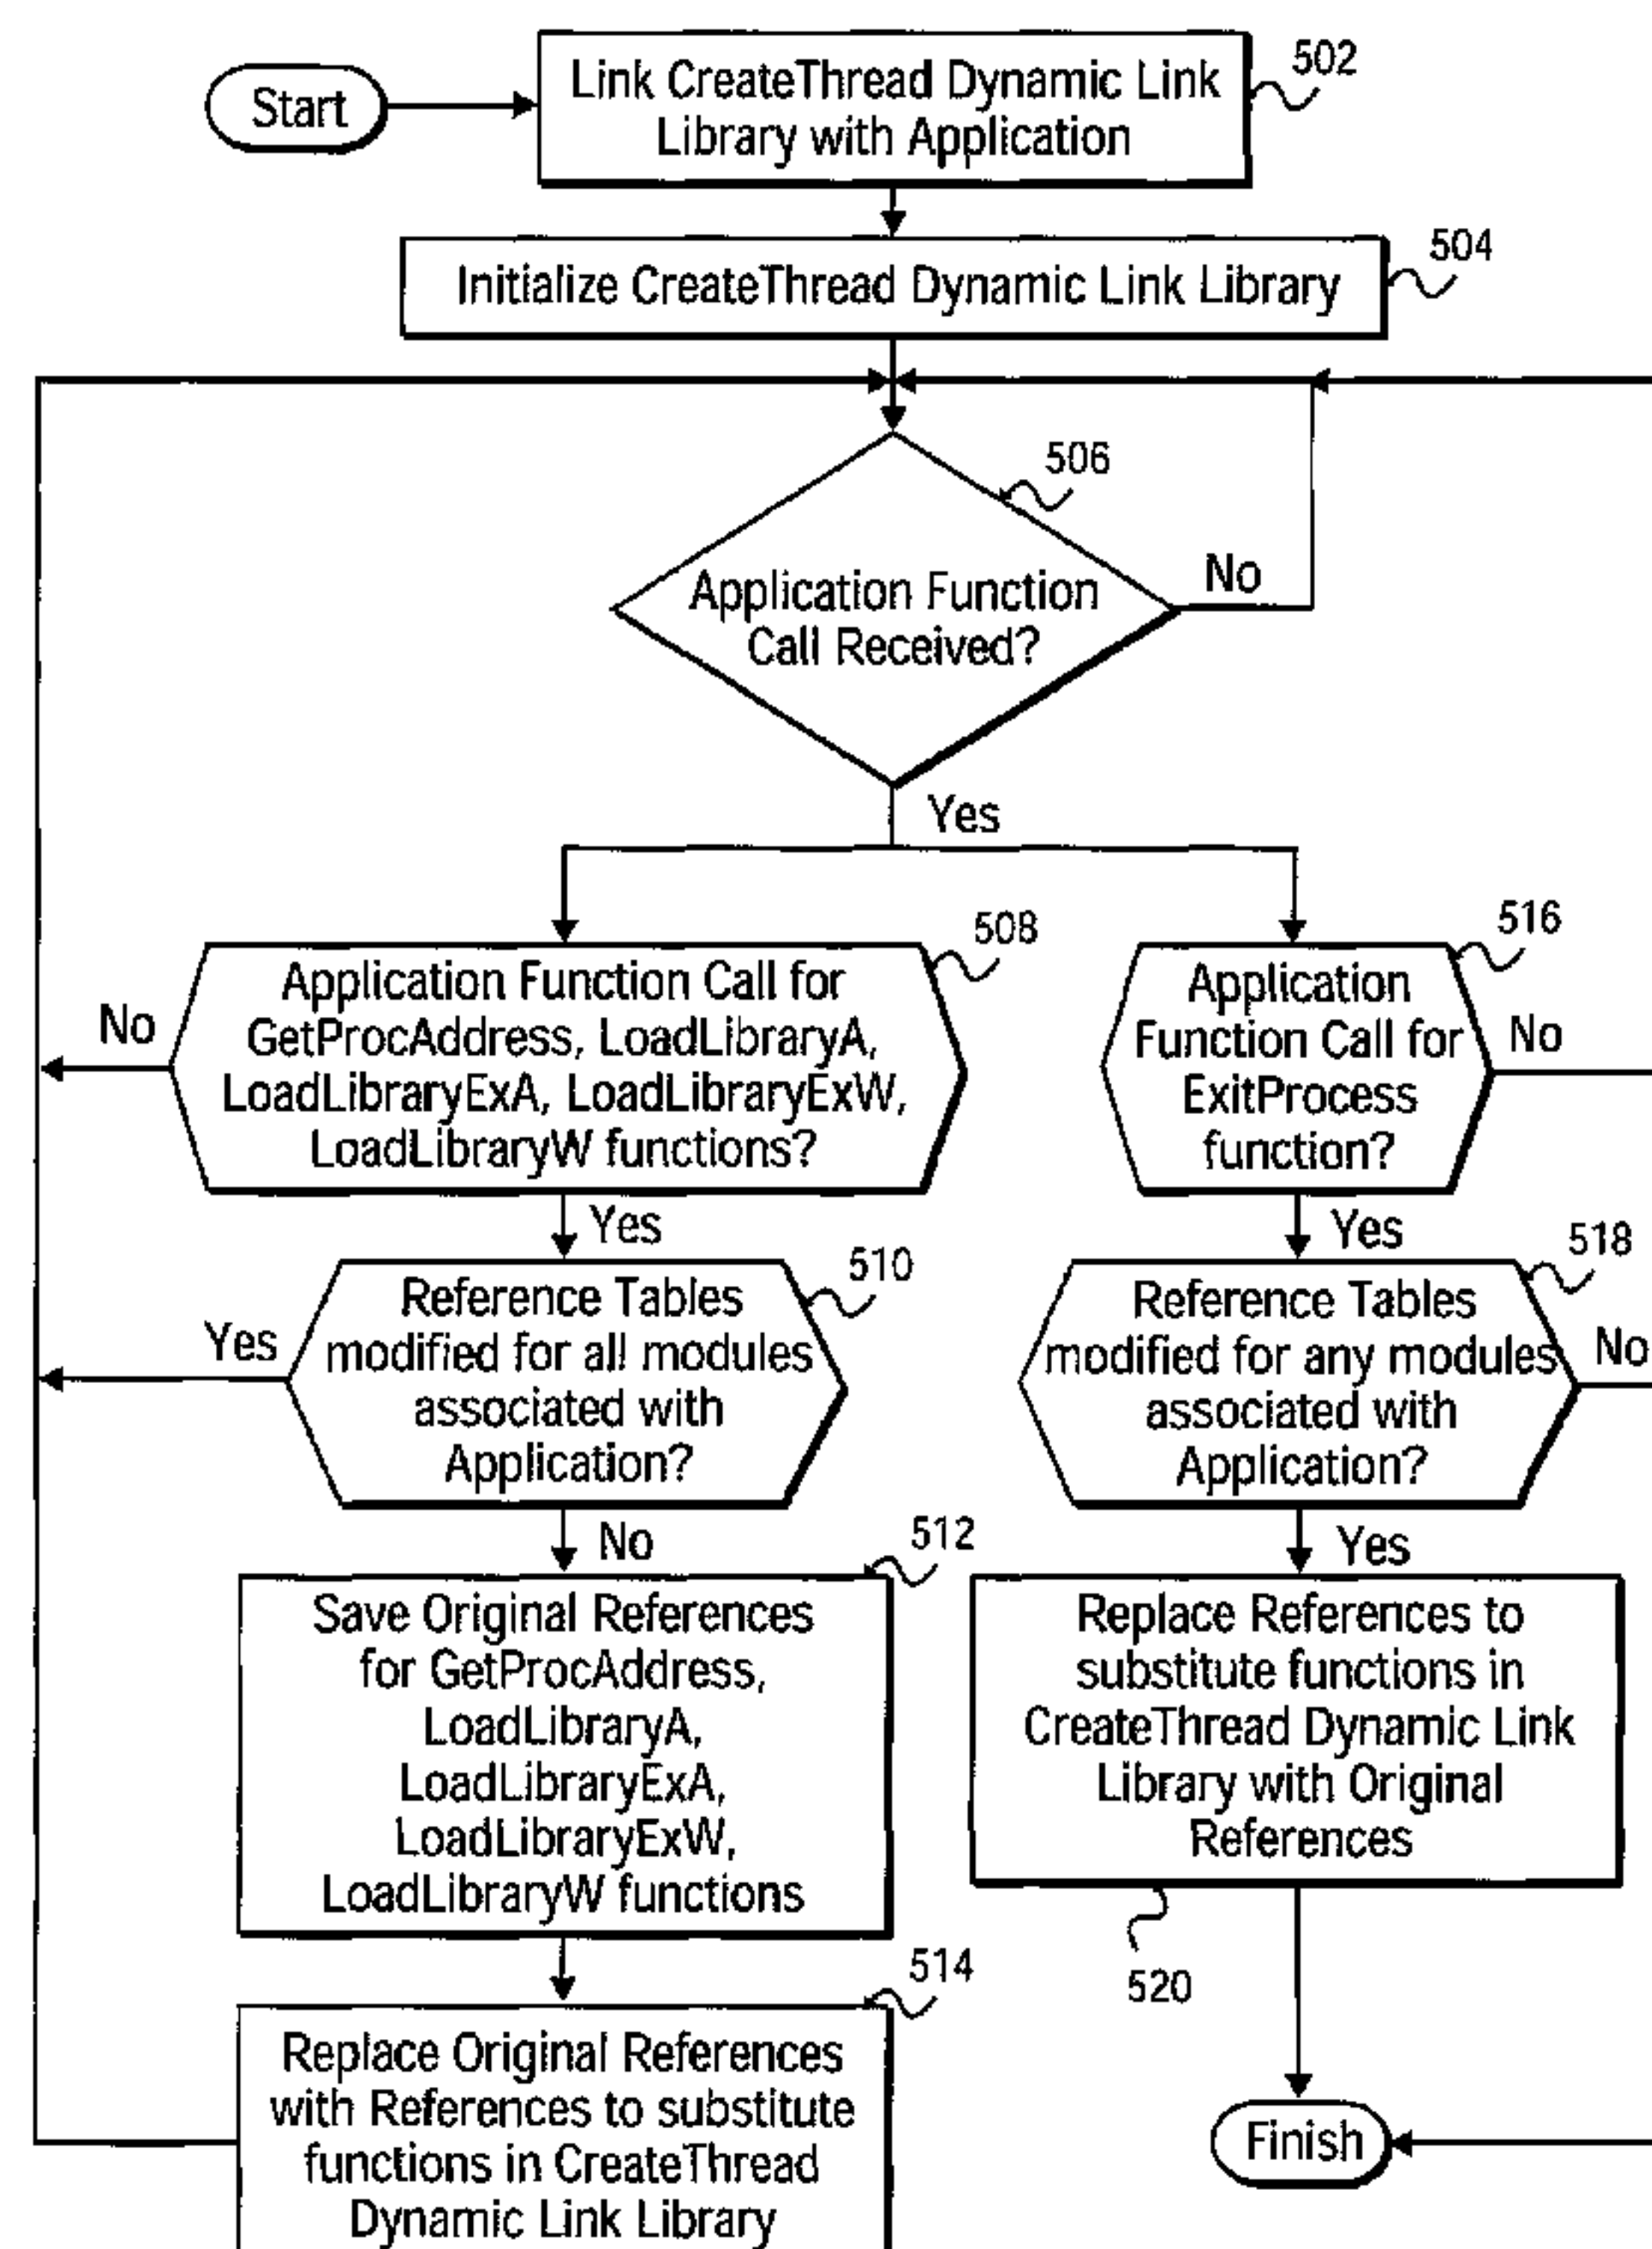 Start
Link CreateThread Dynamic Link
Library with Application
502
Initialize CreateThread Dynamic Link Library
504
506
Application Function
Call Received?
No
Yes
508
Application Function Call for
GetProcAddress, LoadLibraryA,
LoadLibraryExA, LoadLibraryExW,
LoadLibraryW functions?
No
Yes
516
Application
Function Call for
ExitProcess
function?
No
Yes
510
Reference Tables
modified for all modules
associated with
Application?
Yes
No
518
Reference Tables
modified for any modules
associated with
Application?
No
Yes
512
Save Original References
for GetProcAddress,
LoadLibraryA,
LoadLibraryExA,
LoadLibraryExW,
LoadLibraryW functions
Replace References to
substitute functions in
CreateThread Dynamic Link
Library with Original
References
520
514
Replace Original References
with References to substitute
functions in CreateThread
Dynamic Link Library
Finish